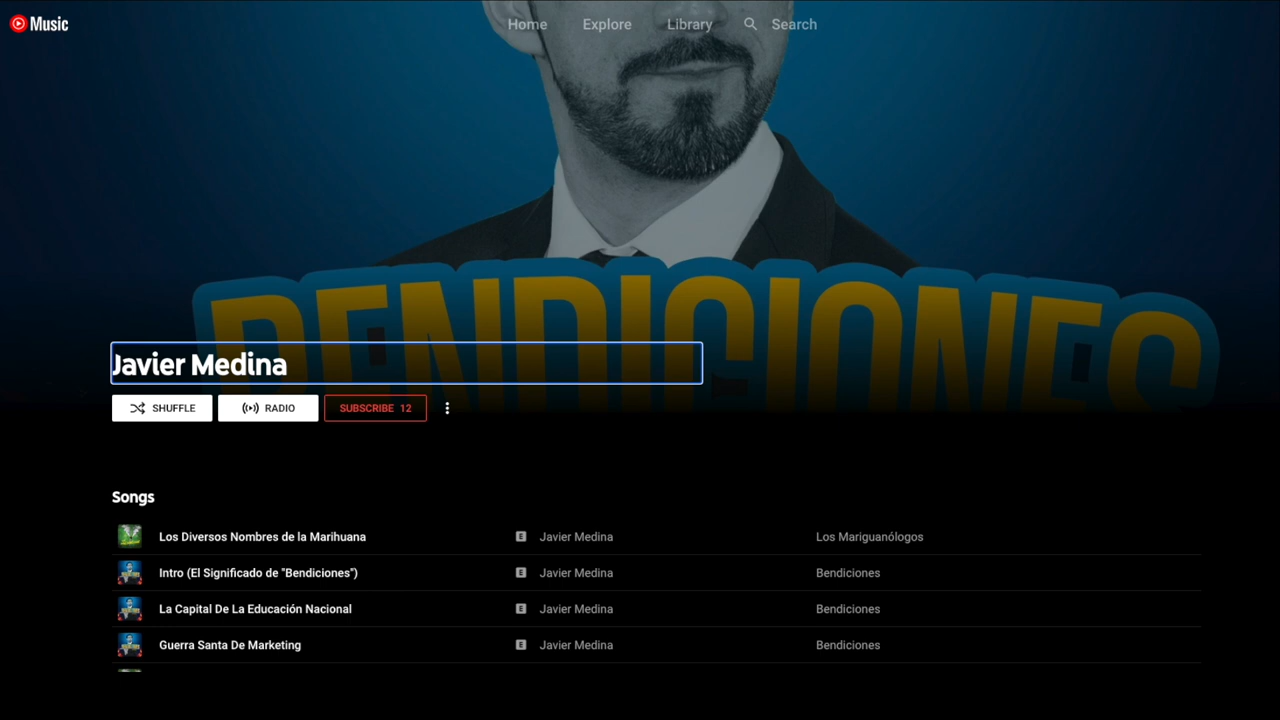 Music Home Explore Library Search
BENDICIONES
Javier Medina
SHUFFLE RADIO SUBSCRIBE 12
Songs
Los Diversos Nombres de la Marihuana E Javier Medina Los Mariguanólogos
Intro (El Significado de "Bendiciones") E Javier Medina Bendiciones
La Capital De La Educación Nacional E Javier Medina Bendiciones
Guerra Santa De Marketing E Javier Medina Bendiciones